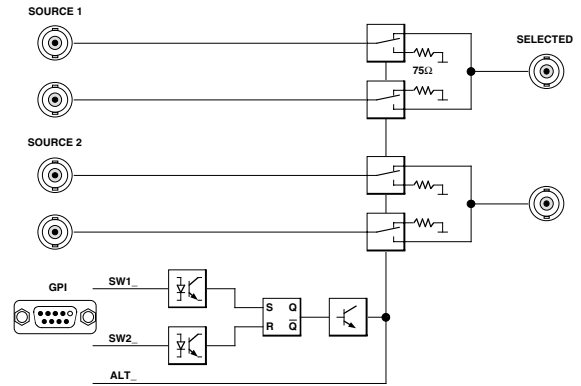 SOURCE 1
SELECTED
75Ω
SOURCE 2
GPI
SW1_
S Q
R Q̅
SW2_
ALT_